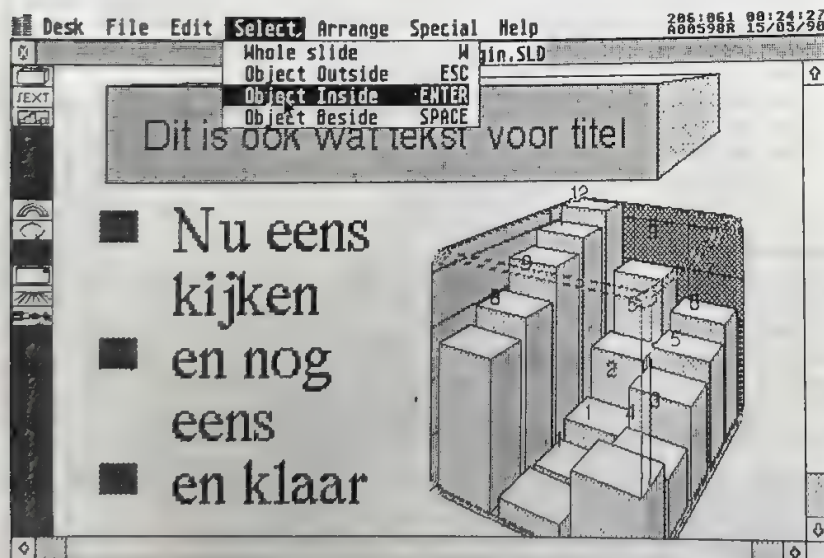 Desk File Edit Select Arrange Special Help
206:061 08:24:27
A00598R 15/05/90
Whole slide W
gin.SLD
Object Outside ESC
Object Inside ENTER
Object Beside SPACE
TEXT
Dit is ook wat tekst voor titel
Nu eens
kijken
en nog
eens
en klaar
12
9
8
6
5
2
3
1
4